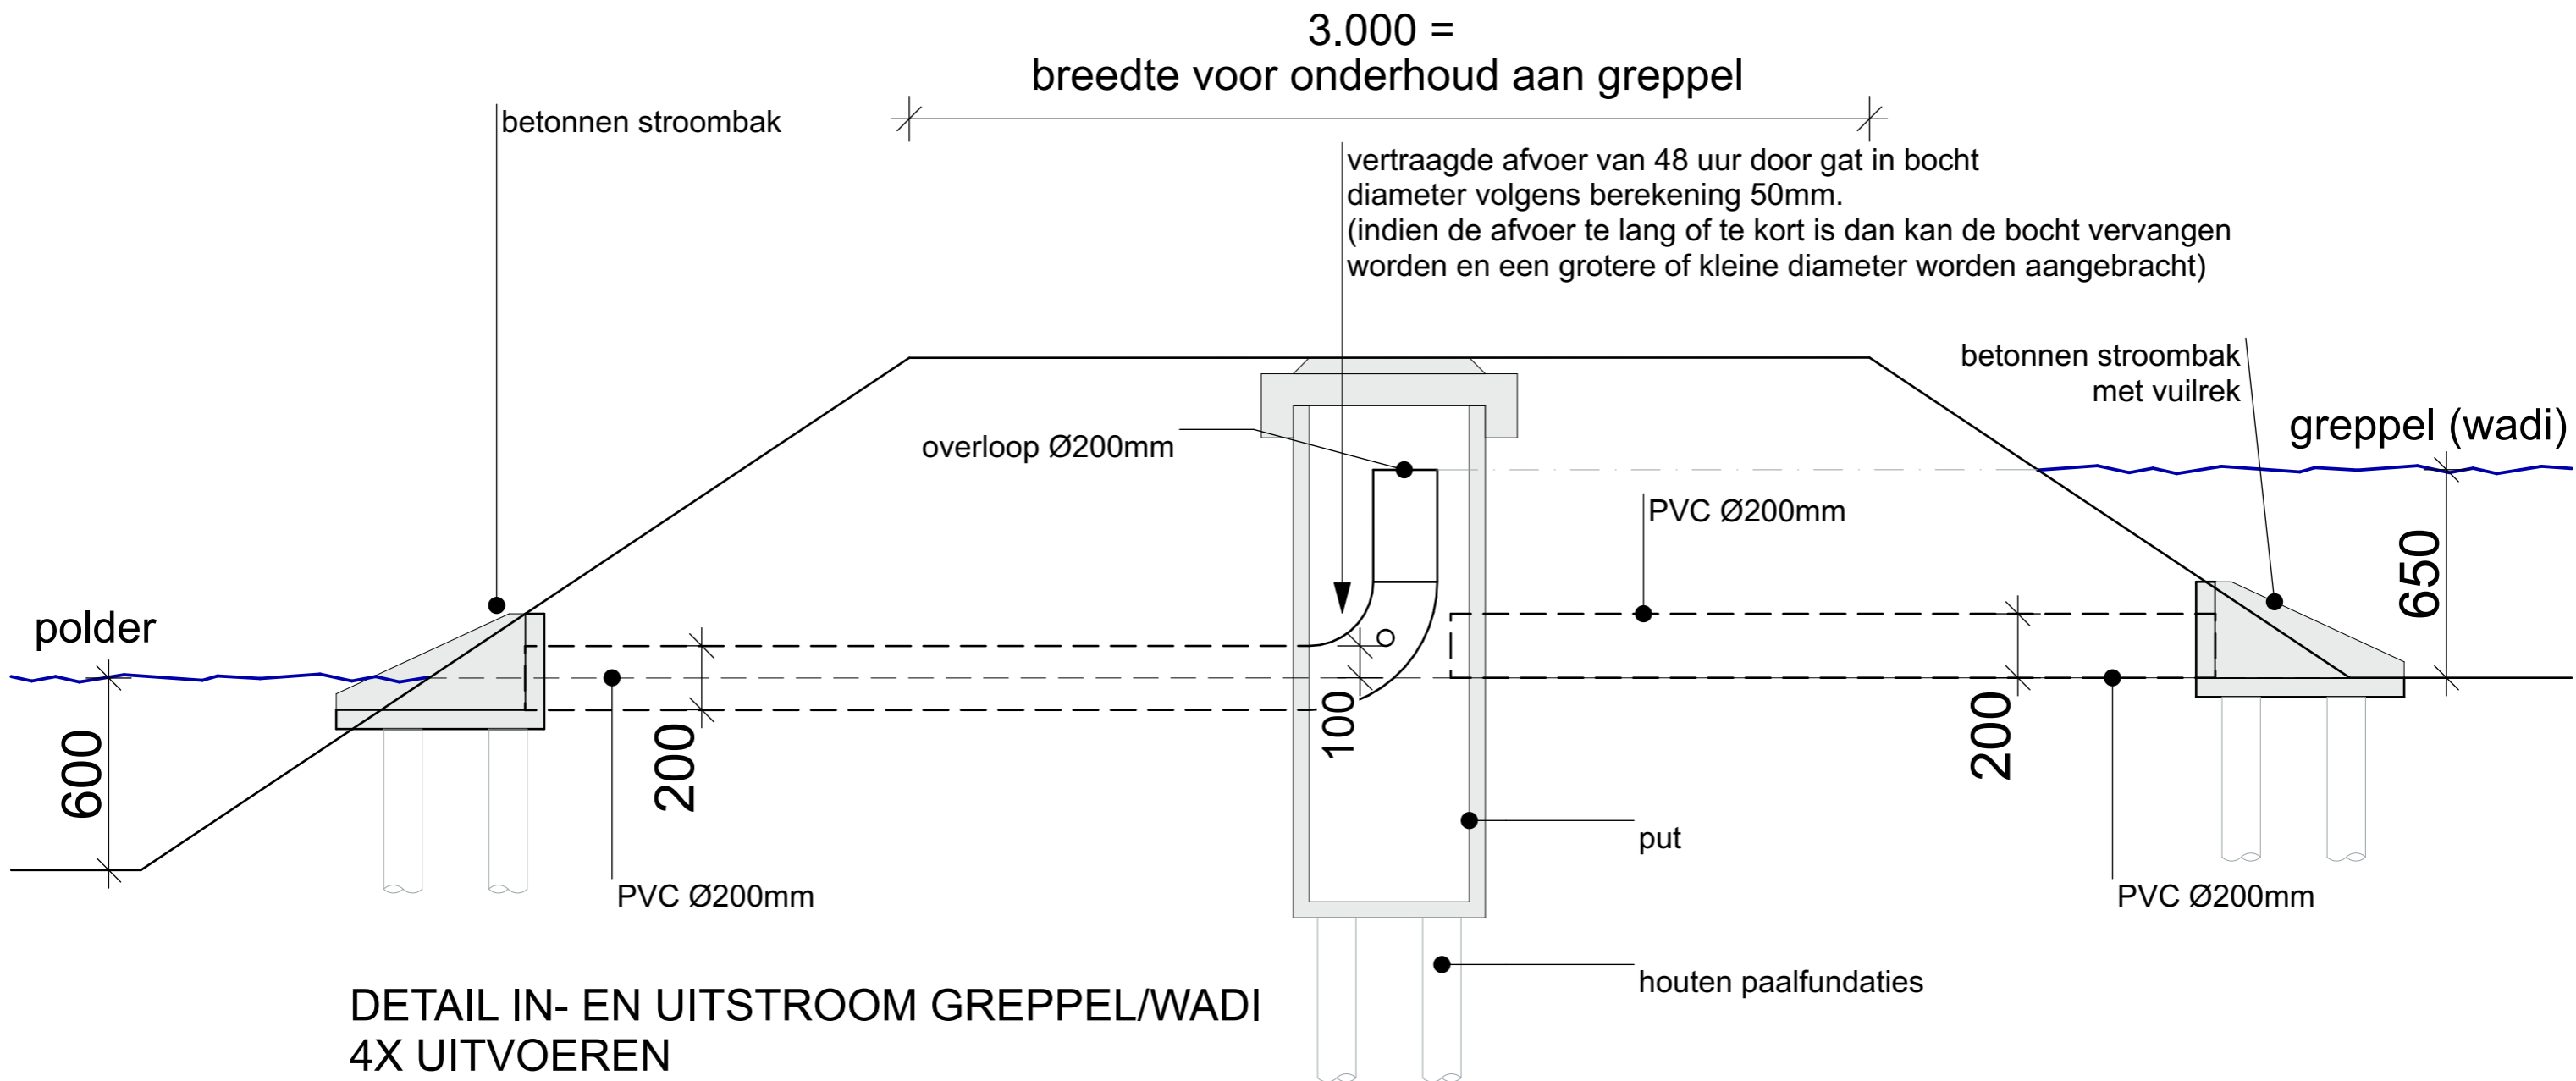 3.000 =
breedte voor onderhoud aan greppel
betonnen stroombak
vertraagde afvoer van 48 uur door gat in bocht
diameter volgens berekening 50mm.
(indien de afvoer te lang of te kort is dan kan de bocht vervangen
worden en een grotere of kleine diameter worden aangebracht)
betonnen stroombak
met vuilrek
greppel (wadi)
overloop Ø200mm
PVC Ø200mm
650
polder
600
200
100
200
put
PVC Ø200mm
PVC Ø200mm
houten paalfundaties
DETAIL IN- EN UITSTROOM GREPPEL/WADI
4X UITVOEREN